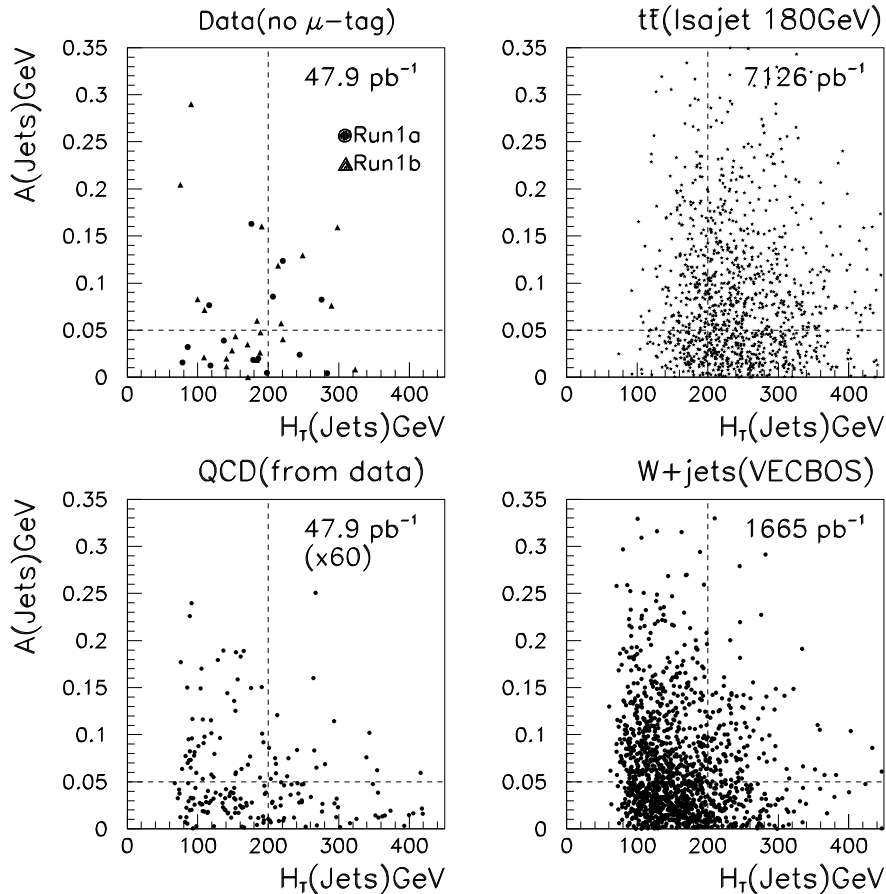 Data(no μ-tag)
47.9 pb⁻¹
Run1a
Run1b
A(Jets)GeV
0.35
0.3
0.25
0.2
0.15
0.1
0.05
0
0 100 200 300 400
H_T(Jets)GeV
tt̄(Isajet 180GeV)
7126 pb⁻¹
0.35
0.3
0.25
0.2
0.15
0.1
0.05
0
0 100 200 300 400
H_T(Jets)GeV
QCD(from data)
47.9 pb⁻¹
(x60)
A(Jets)GeV
0.35
0.3
0.25
0.2
0.15
0.1
0.05
0
0 100 200 300 400
H_T(Jets)GeV
W+jets(VECBOS)
1665 pb⁻¹
0.35
0.3
0.25
0.2
0.15
0.1
0.05
0
0 100 200 300 400
H_T(Jets)GeV